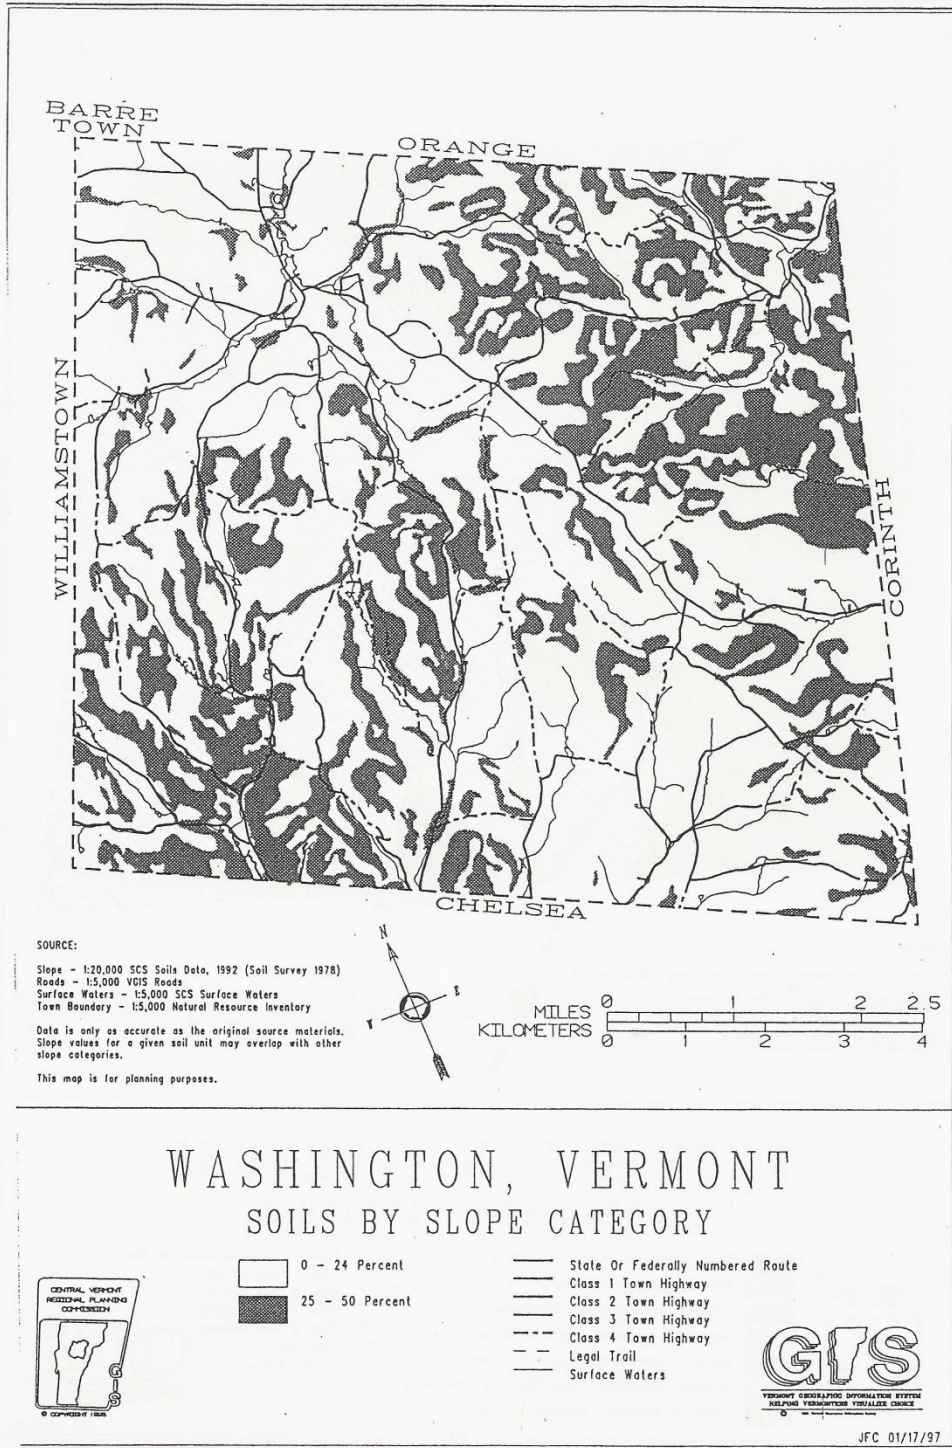 BARRE
TOWN
ORANGE
WILLIAMSTOWN
CORINTH
CHELSEA
SOURCE:
Slope - 1:20,000 SCS Soils Data, 1992 (Soil Survey 1978)
Roads - 1:5,000 VGIS Roads
Surface Waters - 1:5,000 SCS Surface Waters
Town Boundary - 1:5,000 Natural Resource Inventory
Data is only as accurate as the original source materials.
Slope values for a given soil unit may overlap with other
slope categories.
This map is for planning purposes.
N
E
MILES
0 1 2 2.5
KILOMETERS
0 1 2 3 4
WASHINGTON, VERMONT
SOILS BY SLOPE CATEGORY
0 - 24 Percent
25 - 50 Percent
State Or Federally Numbered Route
Class 1 Town Highway
Class 2 Town Highway
Class 3 Town Highway
Class 4 Town Highway
Legal Trail
Surface Waters
CENTRAL VERMONT
REGIONAL PLANNING
COMMISSION
GIS
© COPYRIGHT
GIS
VERMONT GEOGRAPHIC INFORMATION SYSTEM
HELPING VERMONTERS VISUALIZE CHOICE
JFC 01/17/97